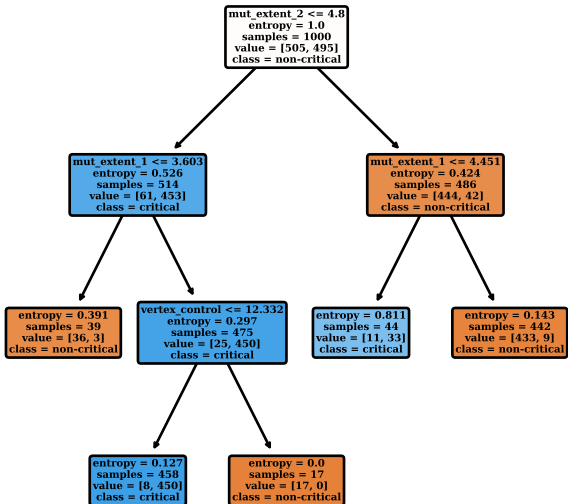 mut_extent_2 <= 4.8
entropy = 1.0
samples = 1000
value = [505, 495]
class = non-critical
mut_extent_1 <= 3.603
entropy = 0.526
samples = 514
value = [61, 453]
class = critical
mut_extent_1 <= 4.451
entropy = 0.424
samples = 486
value = [444, 42]
class = non-critical
entropy = 0.391
samples = 39
value = [36, 3]
class = non-critical
vertex_control <= 12.332
entropy = 0.297
samples = 475
value = [25, 450]
class = critical
entropy = 0.811
samples = 44
value = [11, 33]
class = critical
entropy = 0.143
samples = 442
value = [433, 9]
class = non-critical
entropy = 0.127
samples = 458
value = [8, 450]
class = critical
entropy = 0.0
samples = 17
value = [17, 0]
class = non-critical